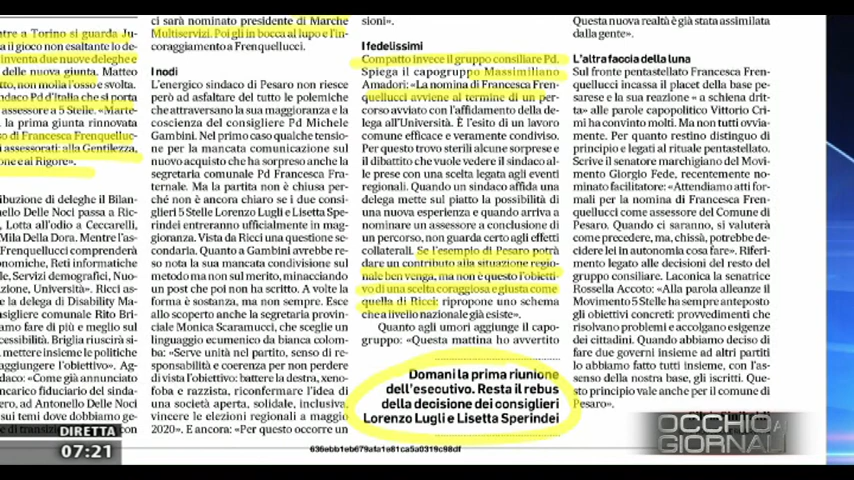 ntre a Torino si guarda Ju-
a il gioco non esaltante lo de-
inventa due nuove deleghe e
delle nuova giunta. Matteo
tto, non molla l'osso e svolta.
ndaco Pd d'Italia che si porta
assessore a 5 Stelle. «Marte-
la prima giunta rinnovata
so di Francesca Frenquelluc-
i assessorati: alla Gentilezza,
one e al Rigore».
ribuzione di deleghe il Bilan-
nello Delle Noci passa a Ric-
Lotta all'odio a Camilla
Mila Della Dora. Mentre l'as-
Frenquellucci comprenderà
onomie, Reti informatiche
le, Servizi demografici, Nuo-
azione, Università». Ricci as-
e la delega di Disability Ma-
nsigliere comunale Rito Bri-
iamo fare di più e meglio sul
ccessibilità. Briglia riuscirà si-
mettere insieme le politiche
aggiungere l'obiettivo». Ag-
ndaco: «Come già annunciato
ncarico fiduciario del sinda-
, ad Antonello Delle Noci
su temi dove dobbiamo ge-
con
ci sarà nominato presidente di Marche
Multiservizi. Poi gli in bocca al lupo e l'in-
coraggiamento a Frenquellucci.
I nodi
L'energico sindaco di Pesaro non riesce
però ad asfaltare del tutto le polemiche
che attraversano la sua maggioranza e la
coscienza del consigliere Pd Michele
Gambini. Nel primo caso qualche tensio-
ne per la mancata comunicazione sul
nuovo acquisto che ha sorpreso anche la
segretaria comunale Pd Francesca Fra-
ternale. Ma la partita non è chiusa per-
ché non è ancora chiaro se i due consi-
glieri 5 Stelle Lorenzo Lugli e Lisetta Spe-
rindei entreranno ufficialmente in mag-
gioranza. Vista da Ricci una questione se-
condaria. Quanto a Gambini avrebbe re-
so nota la sua mancata condivisione sul
metodo ma non sul merito, minacciando
un post che poi non ha scritto. A volte la
forma è sostanza, ma non sempre. Esce
allo scoperto anche la segretaria provin-
ciale Monica Scaramucci, che sceglie un
linguaggio ecumenico da bianca colom-
ba: «Serve unità nel partito, senso di re-
sponsabilità e coerenza per non perdere
di vista l'obiettivo: battere la destra, xeno-
foba e razzista, riconfermare l'idea di
una società aperta, solidale, inclusiva,
vincere le elezioni regionali a maggio
2020». E ancora: «Per questo occorre un
sioni».
I fedelissimi
Compatto invece il gruppo consiliare Pd.
Spiega il capogruppo Massimiliano
Amadori: «La nomina di Francesca Fren-
quellucci avviene al termine di un per-
corso avviato con l'affidamento della de-
lega all'Università. È l'esito di un lavoro
comune efficace e veramente condiviso.
Per questo trovo sterili alcune sorprese e
il dibattito che vuole vedere il sindaco al-
le prese con una scelta legata agli eventi
regionali. Quando un sindaco affida una
delega mette sul piatto la possibilità di
una nuova esperienza e quando arriva a
nominare un assessore a conclusione di
un percorso, non guarda certo agli effetti
collaterali. Se l'esempio di Pesaro potrà
dare un contributo alla situazione regio-
nale ben venga, ma non è questo l'obietti-
vo di una scelta coraggiosa e giusta come
quella di Ricci: ripropone uno schema
che a livello nazionale già esiste».
Quanto agli umori aggiunge il capo-
gruppo: «Questa mattina ho avvertito
Domani la prima riunione
dell'esecutivo. Resta il rebus
della decisione dei consiglieri
Lorenzo Lugli e Lisetta Sperindei
Questa nuova realtà è già stata assimilata
dalla gente».
L'altra faccia della luna
Sul fronte pentastellato Francesca Fren-
quellucci incassa il placet della base pe-
sarese e la sua reazione «a schiena drit-
ta» alle parole capopolitico Vittorio Cri-
mi ha convinto molti. Ma non tutti ovvia-
mente. Per quanto restino distinguo di
principio e legati al rituale pentastellato.
Scrive il senatore marchigiano del Movi-
mento Giorgio Fede, recentemente no-
minato facilitatore: «Attendiamo atti for-
mali per la nomina di Francesca Fren-
quellucci come assessore del Comune di
Pesaro. Quando ci saranno, si valuterà
come precedere, ma, chissà, potrebbe de-
cidere lei in autonomia cosa fare». Riferi-
mento legato alle decisioni di lei di resta
del gruppo consiliare. Laconica la senatrice
Rossella Accoto: «Alla parola alleanze il
Movimento 5 Stelle ha sempre anteposto
gli obiettivi concreti: provvedimenti che
risolvano problemi e accolgano esigenze
dei cittadini. Quando abbiamo deciso di
fare due governi insieme ad altri partiti
lo abbiamo fatto tutti insieme, con l'as-
senso della nostra base, gli iscritti. Que-
sto principio vale anche per il comune di
Pesaro».
DIRETTA
07:21
636ebb1eb679afa1e81ca5a0319c98df
OCCHIO AI
GIORNALI